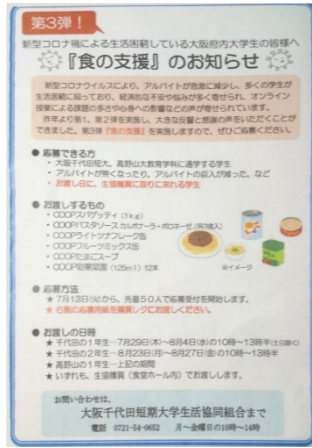 第3弾！
新型コロナ禍による生活困窮している大阪府内大学生の皆様へ
『食の支援』のお知らせ
新型コロナウイルスにより、アルバイトが急激に減少し、多くの学生が
生活困窮に陥っており、経済的な不安や悩みが多く寄せられ、オンライン
授業による課題の多さや心身への影響などの声が寄せられています。
昨年より第1、第2弾を実施し、大きな反響と感謝の声をいただくことが
できました。第3弾『食の支援』を実施しますので、ぜひご応募ください。
● 応募できる方
・ 大阪千代田短大、高野山大教育学科に通学する学生
・ アルバイトが無くなったり、アルバイトの収入が減った、など
・ お渡し日に、生協購買に取りに来れる学生
● お渡しするもの
・ COOPスパゲッティ（1kg）
・ COOPパスタソース カルボナーラ・ボロネーゼ
・ COOPライトツナフレーク缶
・ COOPフルーツミックス缶
・ COOPたまごスープ
・ COOP (125ml) 12本
※イメージ
● 応募方法
★ 7月13日(火)から、先着50人で応募受付を開始します。
★ 右側の応募用紙を購買レジにお渡しください。
● お渡しの日時
★ 千代田の1年生…7月29日(木)～8月4日(水)の10時～13時半(土日除く)
★ 千代田の2年生…8月23日(月)～8月27日(金)の10時～13時半
★ 高野山の1年生…上記の期間
★ いずれも、生協購買（食堂ホール内）でお渡しします。
お問い合わせは、
大阪千代田短期大学生活協同組合まで
電話 0721-54-0652 月～金曜日の10時～14時